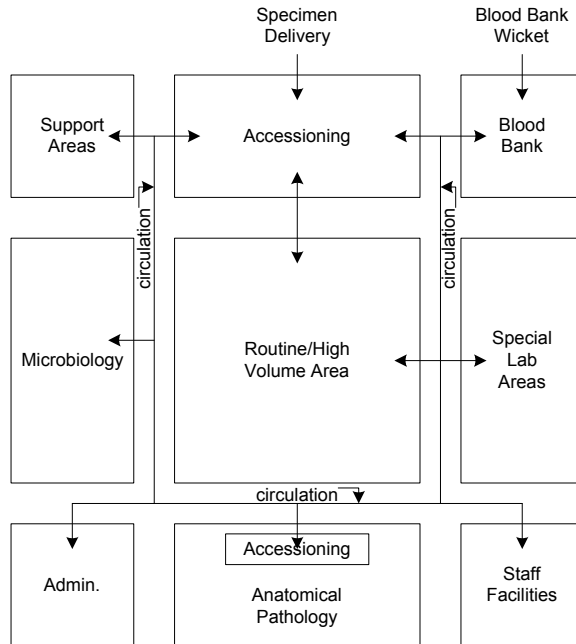 Specimen
Delivery
Blood Bank
Wicket
Support
Areas
Accessioning
Blood
Bank
circulation
circulation
Microbiology
Routine/High
Volume Area
Special
Lab
Areas
circulation
Admin.
Accessioning
Anatomical
Pathology
Staff
Facilities